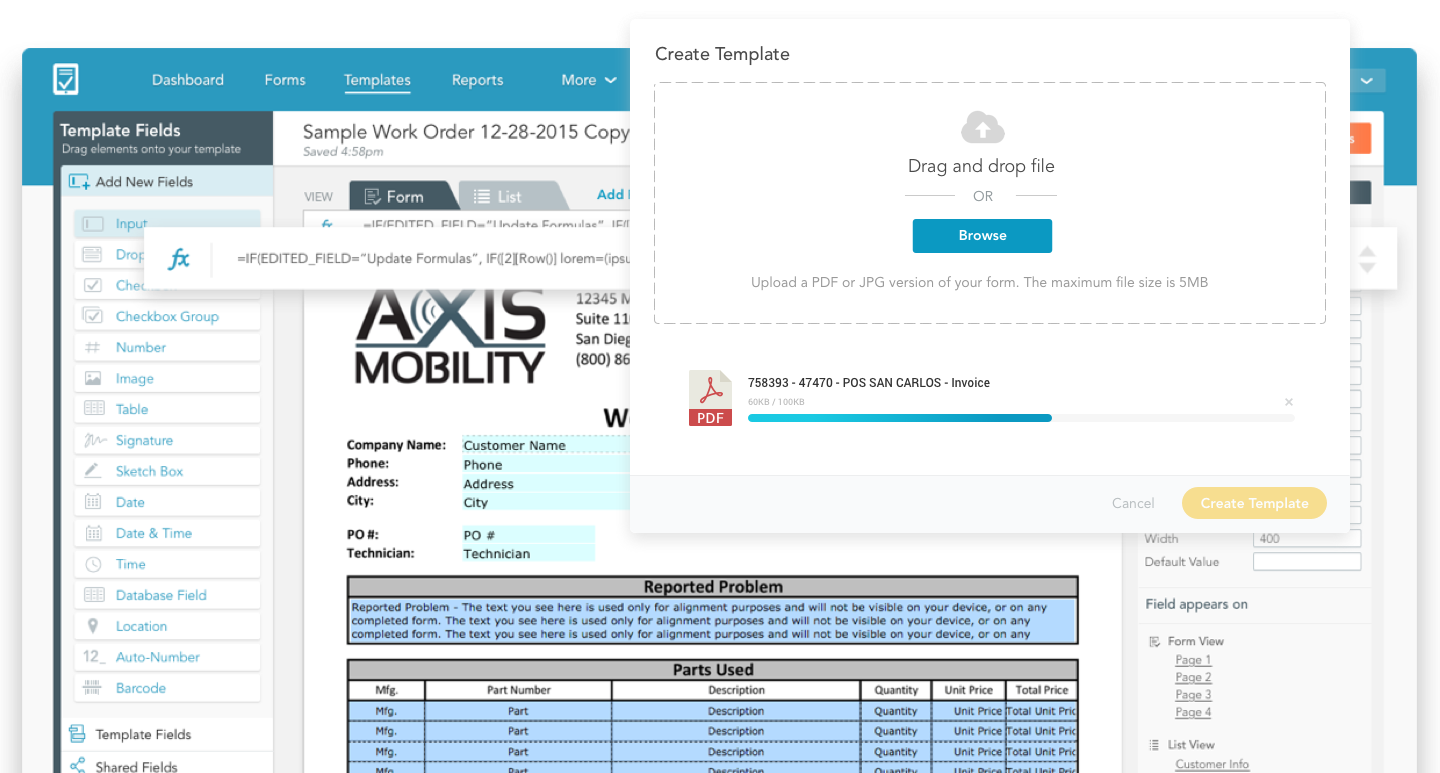 Dashboard
Forms
Templates
Reports
More
Template Fields
Drag elements onto your template
Add New Fields
Input
Checkbox Group
Number
Image
Table
Signature
Sketch Box
Date
Date & Time
Time
Database Field
Location
Auto-Number
12_
Barcode
Template Fields
Shared Fields
Sample Work Order 12-28-2015 Copy
Saved 4:58pm
VIEW
Form
List
Add
fx
=IF(EDITED_FIELD="Update Formulas", IF([
fx
=IF(EDITED_FIELD="Update Formulas", IF([2][Row()] lorem=(ipsu
AXIS
MOBILITY
12345 M
Suite 11
San Dieg
(800) 86
Company Name: Customer Name
Phone: Phone
Address: Address
City: City
PO #: PO #
Technician: Technician
Reported Problem
Reported Problem - The text you see here is used only for alignment purposes and will not be visible on your device, or on any
completed form. The text you see here is used only for alignment purposes and will not be visible on your device, or on any
completed form. The text you see here is used only for alignment purposes and will not be visible on your device, or on any
Parts Used
Mfg. Part Number Description Quantity Unit Price Total Price
Mfg. Part Description Quantity Unit Price Total Unit Pric
Mfg. Part Description Quantity Unit Price Total Unit Pric
Mfg. Part Description Quantity Unit Price Total Unit Pric
Mfg. Part Description Quantity Unit Price Total Unit Pric
Create Template
Drag and drop file
OR
Browse
Upload a PDF or JPG version of your form. The maximum file size is 5MB
PDF
758393 - 47470 - POS SAN CARLOS - Invoice
60KB / 100KB
Cancel
Create Template
Width 400
Default Value
Field appears on
Form View
Page 1
Page 2
Page 3
Page 4
List View
Customer Info